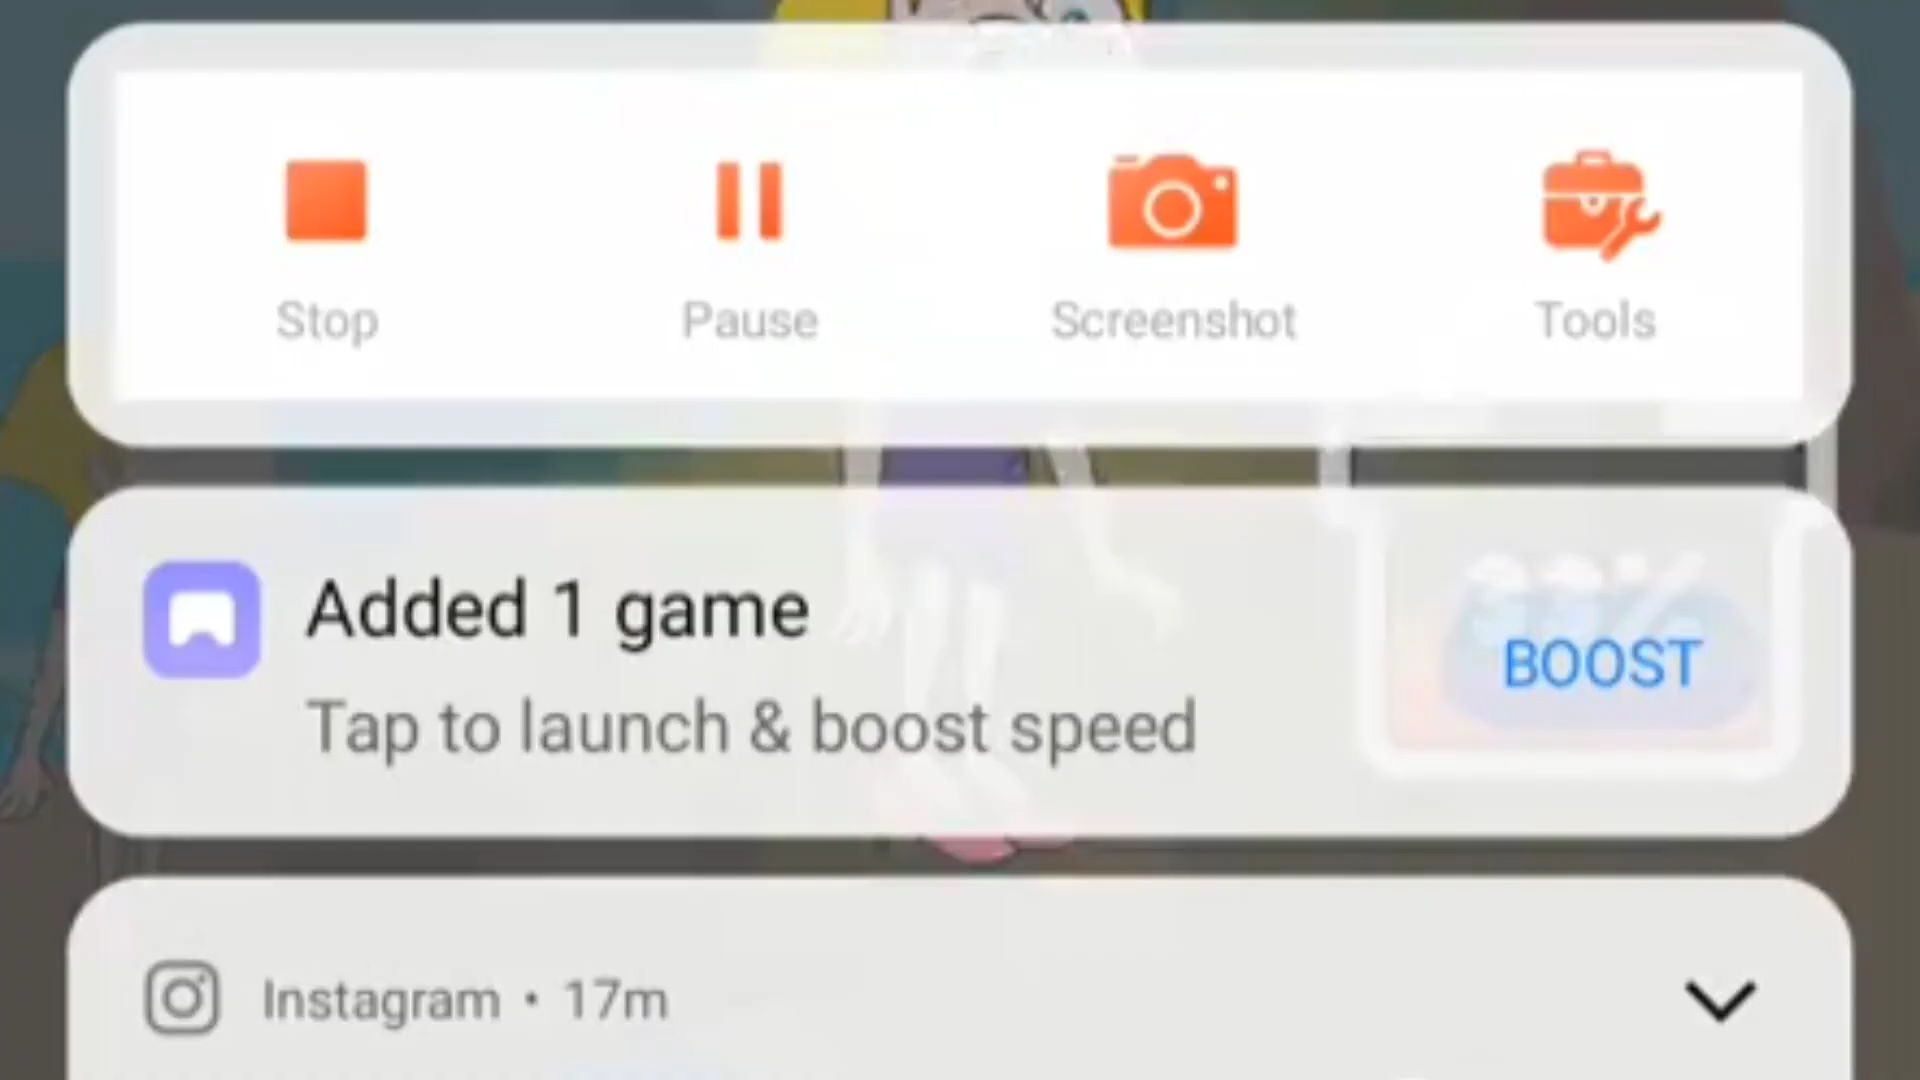 Stop Pause Screenshot Tools
Added 1 game
Tap to launch & boost speed
BOOST
Instagram • 17m